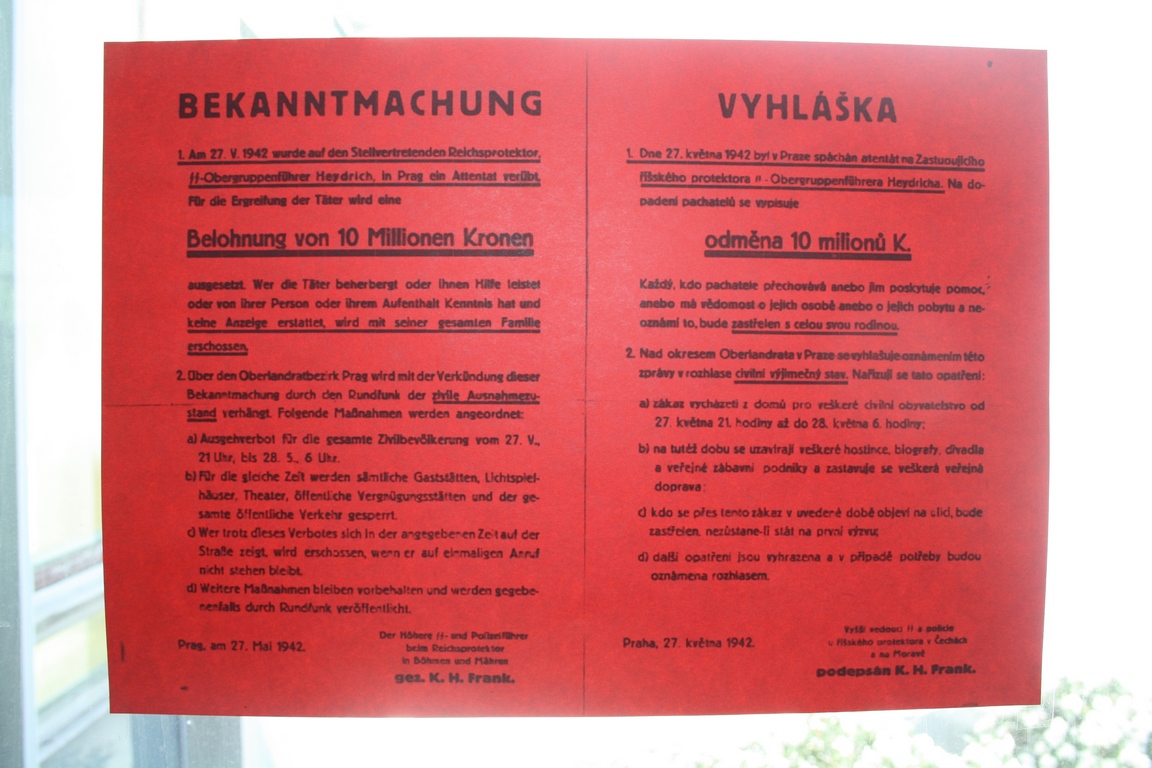 BEKANNTMACHUNG
1. Am 27. V. 1942 wurde auf den Stellvertretenden Reichsprotektor,
SS-Obergruppenführer Heydrich, in Prag ein Attentat verübt.
Für die Ergreifung der Täter wird eine
Belohnung von 10 Millionen Kronen
ausgesetzt. Wer die Täter beherbergt oder ihnen Hilfe leistet
oder von ihrer Person oder ihrem Aufenthalt Kenntnis hat und
keine Anzeige erstattet, wird mit seiner gesamten Familie
erschossen.
2. Über den Oberlandratbezirk Prag wird mit der Verkündung dieser
Bekanntmachung durch den Rundfunk der zivile Ausnahmezu-
stand verhängt. Folgende Maßnahmen werden angeordnet:
a) Ausgehverbot für die gesamte Zivilbevölkerung vom 27. V.,
21 Uhr, bis 28. 5., 6 Uhr.
b) Für die gleiche Zeit werden sämtliche Gaststätten, Lichtspiel-
häuser, Theater, öffentliche Vergnügungsstätten und der ge-
samte öffentliche Verkehr gesperrt.
c) Wer trotz dieses Verbotes sich in der angegebenen Zeit auf der
Straße zeigt, wird erschossen, wenn er auf einmaligen Anruf
nicht stehen bleibt.
d) Weitere Maßnahmen bleiben vorbehalten und werden gegebe-
nenfalls durch Rundfunk veröffentlicht.
Prag, am 27. Mai 1942.
Der Höhere SS- und Polizeiführer
beim Reichsprotektor
in Böhmen und Mähren
gez. K. H. Frank.
VYHLÁŠKA
1. Dne 27. května 1942 byl v Praze spáchán atentát na Zastupujícího
říšského protektora SS-Obergruppenführera Heydricha. Na do-
padení pachatelů se vypisuje
odměna 10 milionů K.
Každý, kdo pachatele přechovává anebo jim poskytuje pomoc,
anebo má vědomost o jejich osobě anebo o jejich pobytu a ne-
oznámí to, bude zastřelen s celou svou rodinou.
2. Nad okresem Oberlandrata v Praze se vyhlašuje oznámením této
zprávy v rozhlase civilní výjimečný stav. Nařizují se tato opatření:
a) zákaz vycházeti z domů pro veškeré civilní obyvatelstvo od
27. května 21. hodiny až do 28. května 6. hodiny;
b) na tutéž dobu se uzavírají veškeré hostince, biografy, divadla
a veřejné zábavní podniky a zastavuje se veškerá veřejná
doprava;
c) kdo se přes tento zákaz v uvedené době objeví na ulici, bude
zastřelen, nezůstane-li stát na první výzvu;
d) další opatření jsou vyhrazena a v případě potřeby budou
oznámena rozhlasem.
Praha, 27. května 1942.
Vyšší vedoucí SS a policie
u říšského protektora v Čechách
a na Moravě
podepsán K. H. Frank.